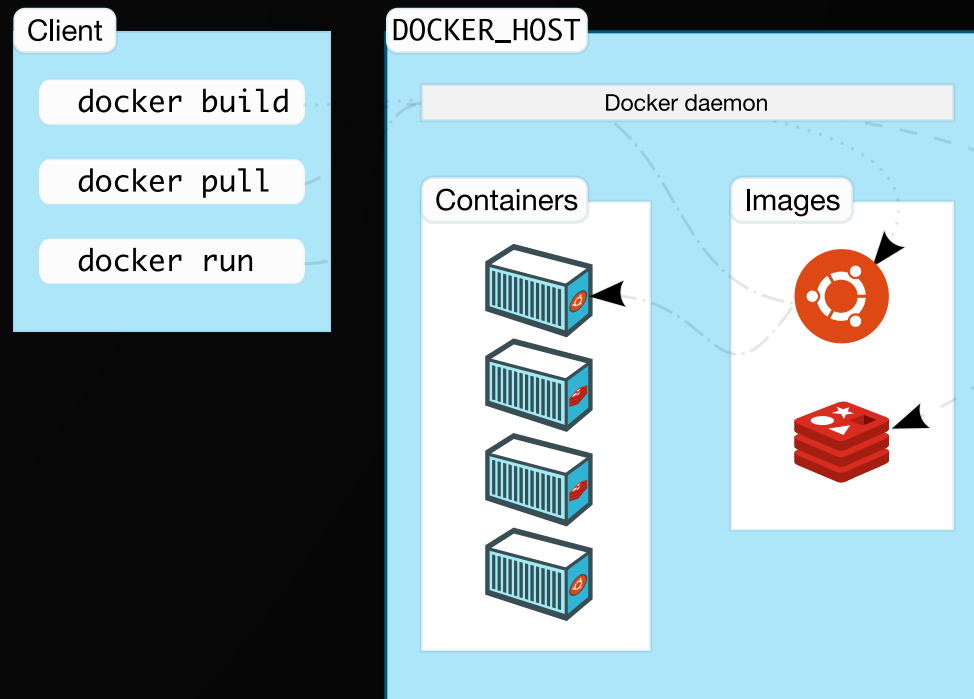 Client
docker build
docker pull
docker run
DOCKER_HOST
Docker daemon
Containers
Images